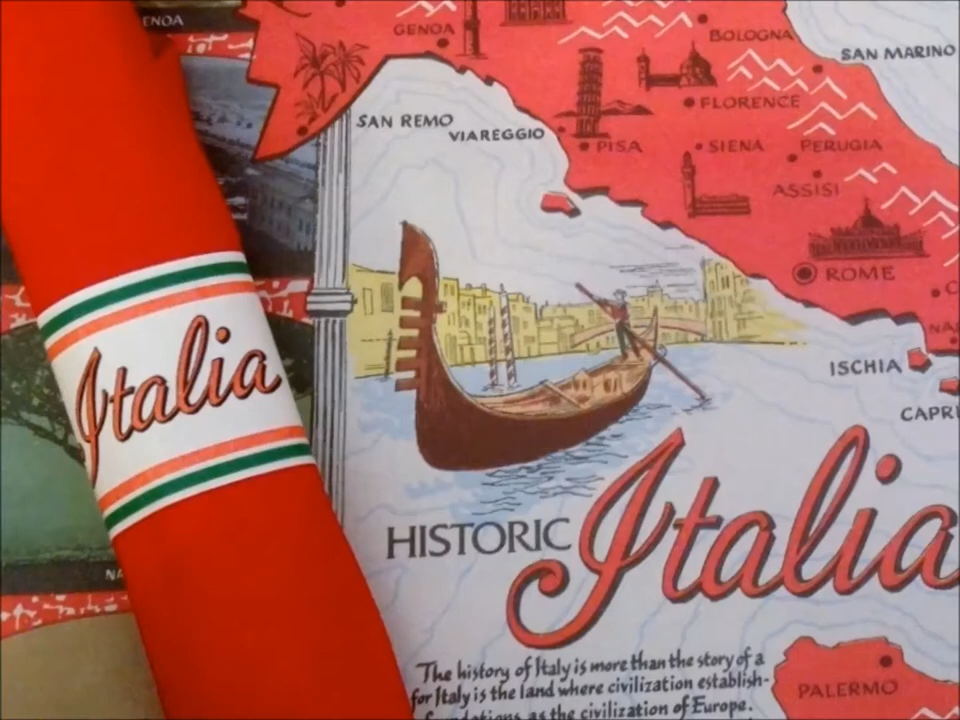 ENOA
GENOA
BOLOGNA
SAN MARINO
FLORENCE
SAN REMO
VIAREGGIO
PISA
SIENA
PERUGIA
ASSISI
ROME
ISCHIA
CAPRI
Italia
HISTORIC Italia
The history of Italy is more than the story of a
for Italy is the land where civilization establish-
as the civilization of Europe.
PALERMO